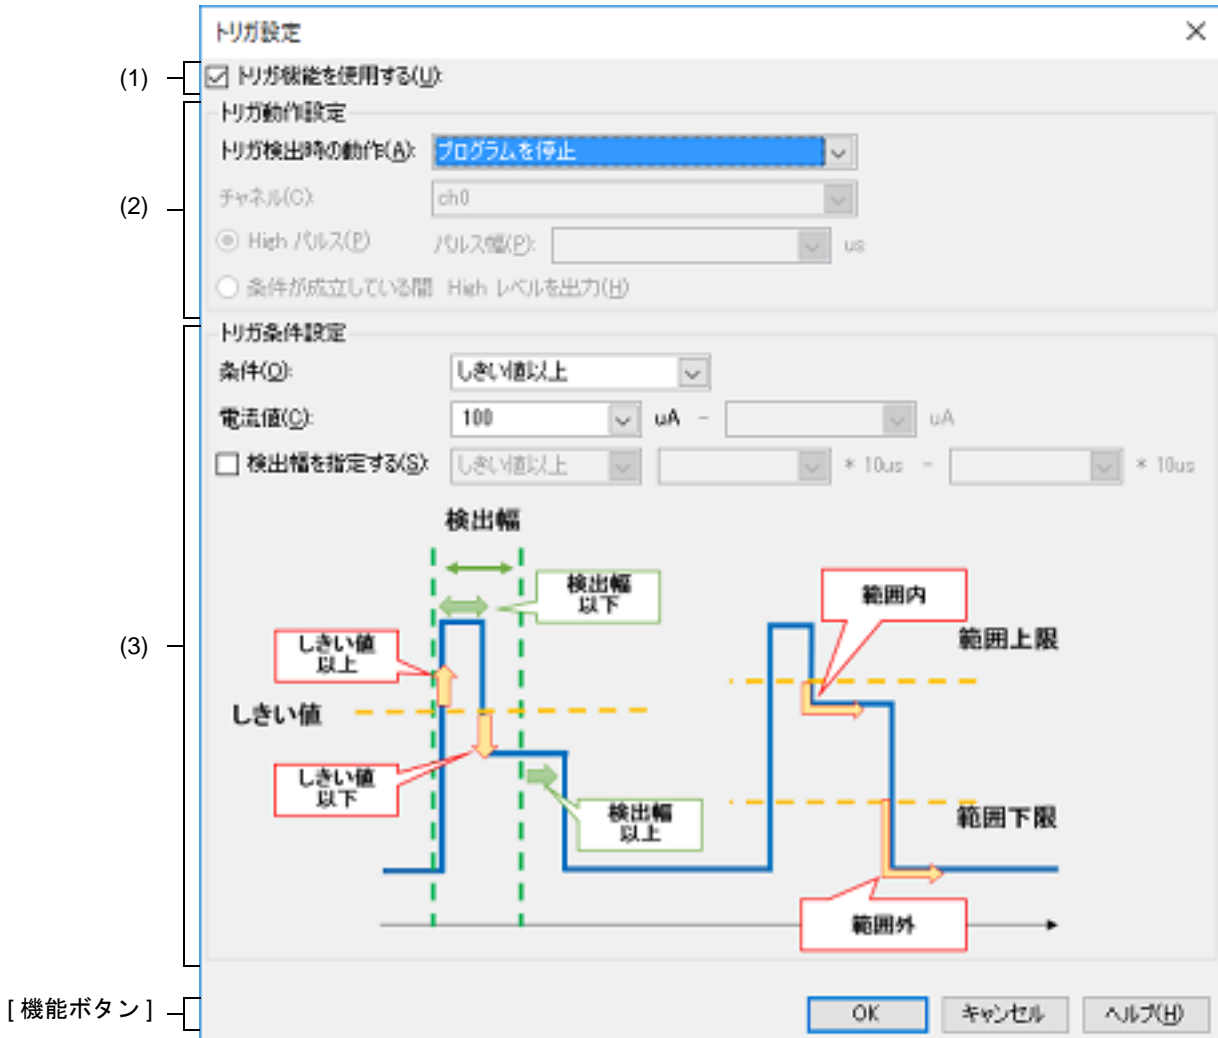 トリガ設定
(1)
トリガ機能を使用する(U):
(2)
トリガ動作設定
トリガ検出時の動作(A): プログラムを停止
チャネル(C): ch0
High パルス(P) パルス幅(P): us
条件が成立している間 High レベルを出力(H)
(3)
トリガ条件設定
条件(O): しきい値以上
電流値(C): 100 uA - uA
検出幅を指定する(S): しきい値以上 * 10us - * 10us
検出幅
検出幅
以下
範囲内
しきい値
以上
範囲上限
しきい値
しきい値
以下
検出幅
以上
範囲下限
範囲外
[ 機能ボタン ]
OK キャンセル ヘルプ(H)